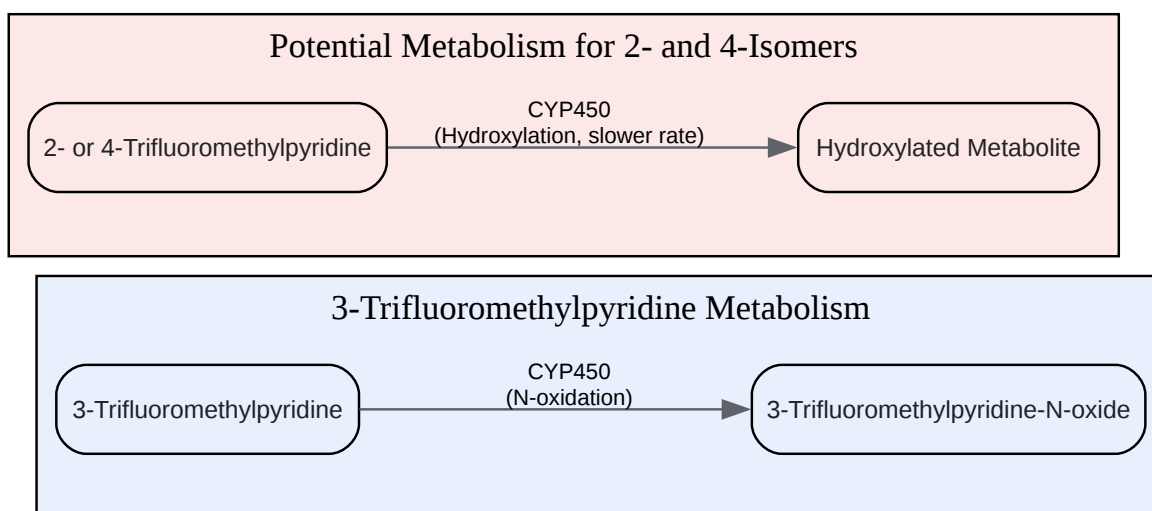 Potential Metabolism for 2- and 4-Isomers
CYP450
(Hydroxylation, slower rate)
2- or 4-Trifluoromethylpyridine
Hydroxylated Metabolite
3-Trifluoromethylpyridine Metabolism
CYP450
(N-oxidation)
3-Trifluoromethylpyridine
3-Trifluoromethylpyridine-N-oxide